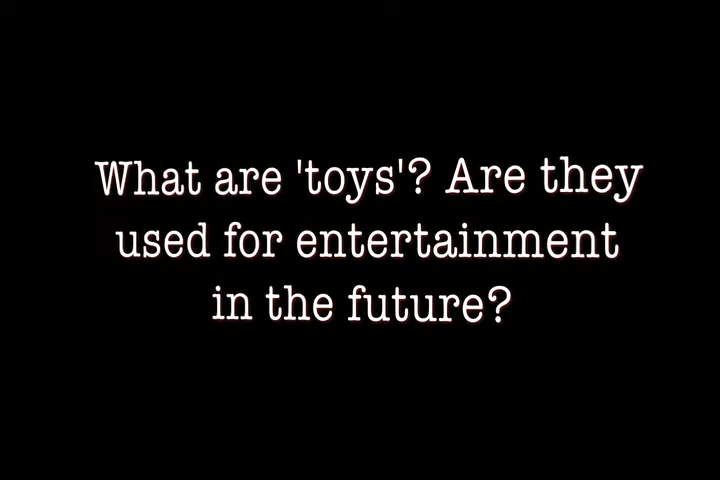 What are 'toys'? Are they
used for entertainment
in the future?